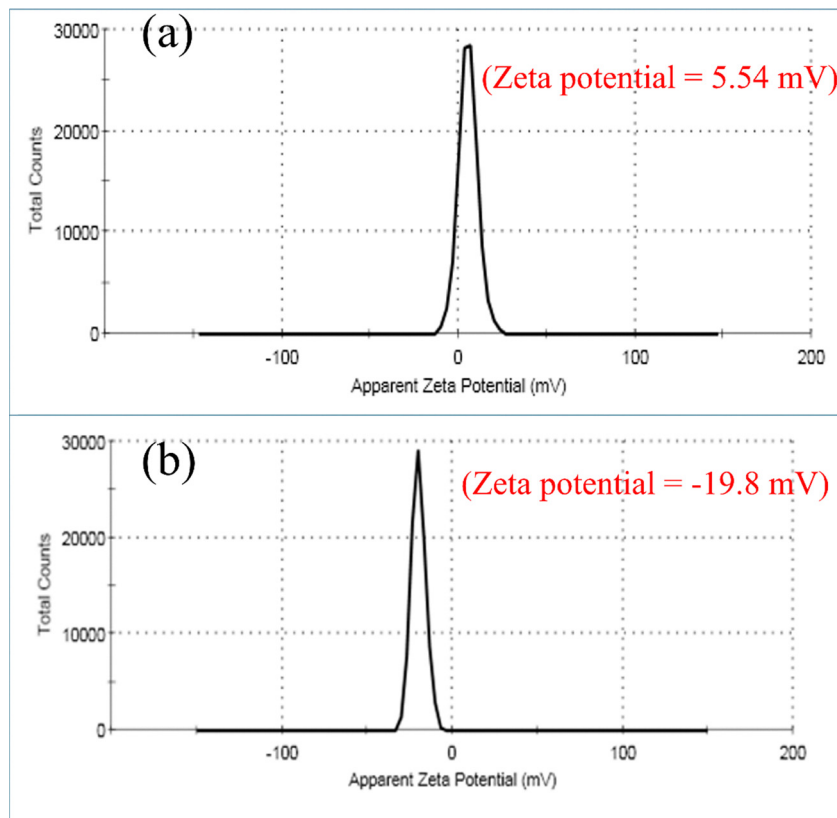 (a)
(Zeta potential = 5.54 mV)
30000
20000
10000
0
Total Counts
-100 0 100 200
Apparent Zeta Potential (mV)
(b)
(Zeta potential = -19.8 mV)
30000
20000
10000
0
Total Counts
-100 0 100 200
Apparent Zeta Potential (mV)